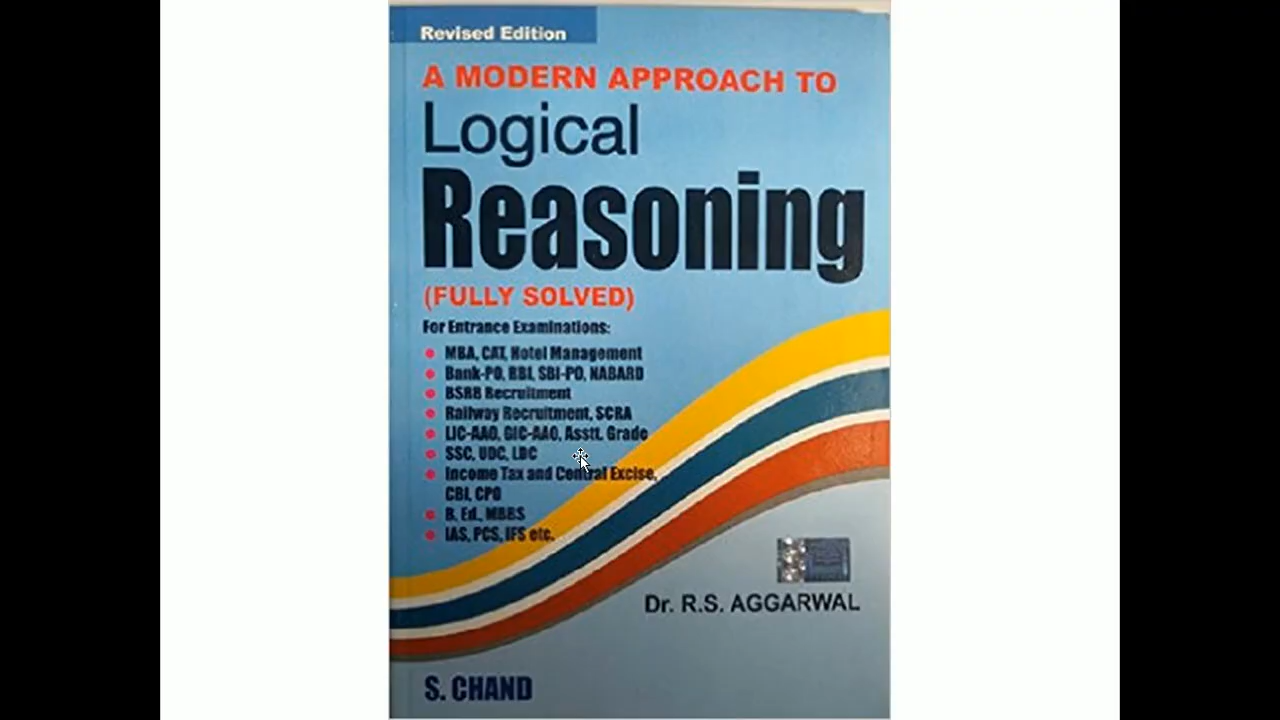 Revised Edition
A MODERN APPROACH TO
Logical
Reasoning
(FULLY SOLVED)
For Entrance Examinations:
MBA, CAT, Hotel Management
Bank-PO, RBI, SBI-PO, NABARD
BSRB Recruitment
Railway Recruitment, SCRA
LIC-AAO, GIC-AAO, Asstt. Grade
SSC, UDC, LDC
Income Tax and Central Excise,
CBI, CPO
B. Ed., MBBS
IAS, PCS, IFS etc.
Dr. R.S. AGGARWAL
S. CHAND